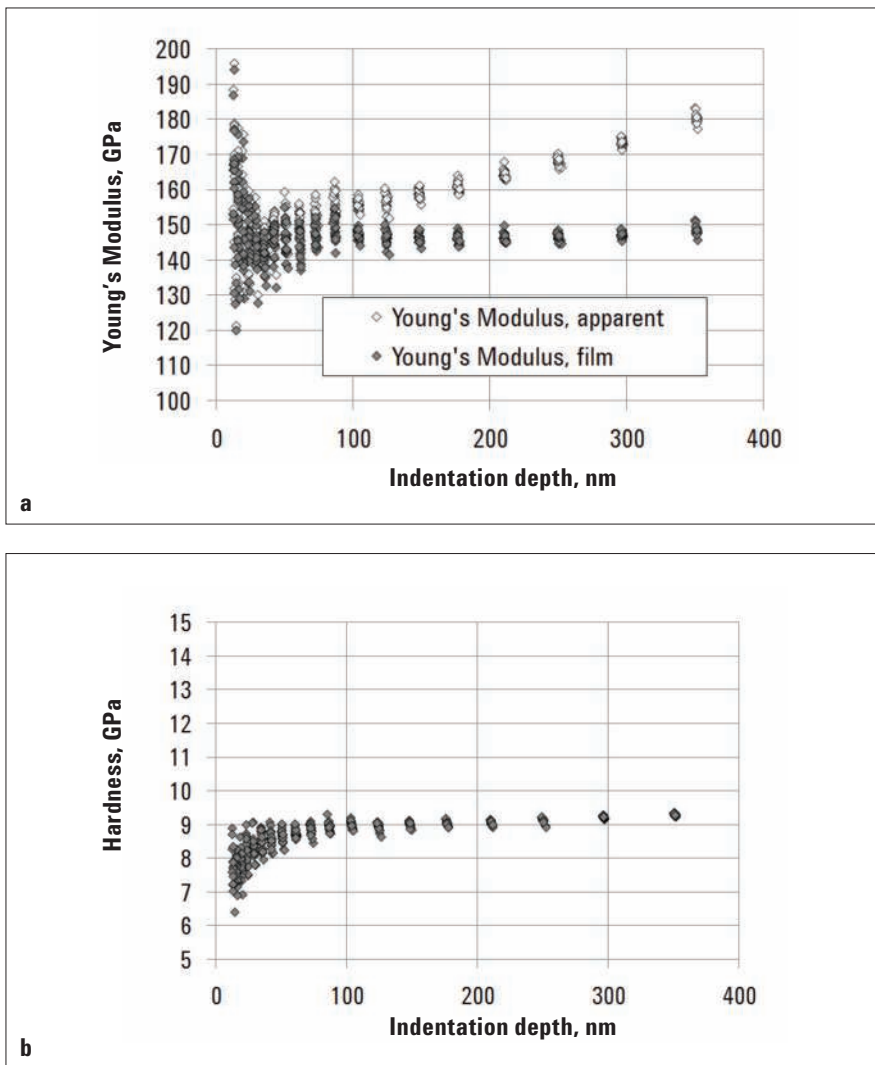 200
190
180
170
160
150
140
130
120
110
100
Young's Modulus, GPa
Young's Modulus, apparent
Young's Modulus, film
0 100 200 300 400
Indentation depth, nm
a
15
14
13
12
11
10
9
8
7
6
5
Hardness, GPa
0 100 200 300 400
Indentation depth, nm
b